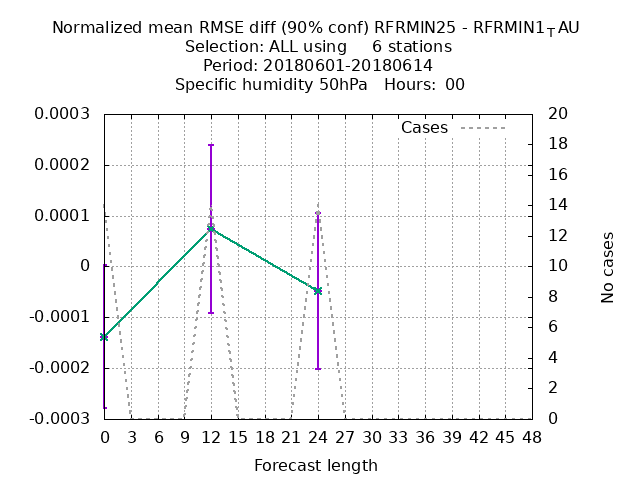 Normalized mean RMSE diff (90% conf) RFRMIN25 - RFRMIN1TAU
Selection: ALL using     6 stations
Period: 20180601-20180614
Specific humidity 50hPa   Hours:  00
Cases
0.0003
0.0002
0.0001
0
-0.0001
-0.0002
-0.0003
20
18
16
14
12
10
8
6
4
2
0
No cases
0 3 6 9 12 15 18 21 24 27 30 33 36 39 42 45 48
Forecast length